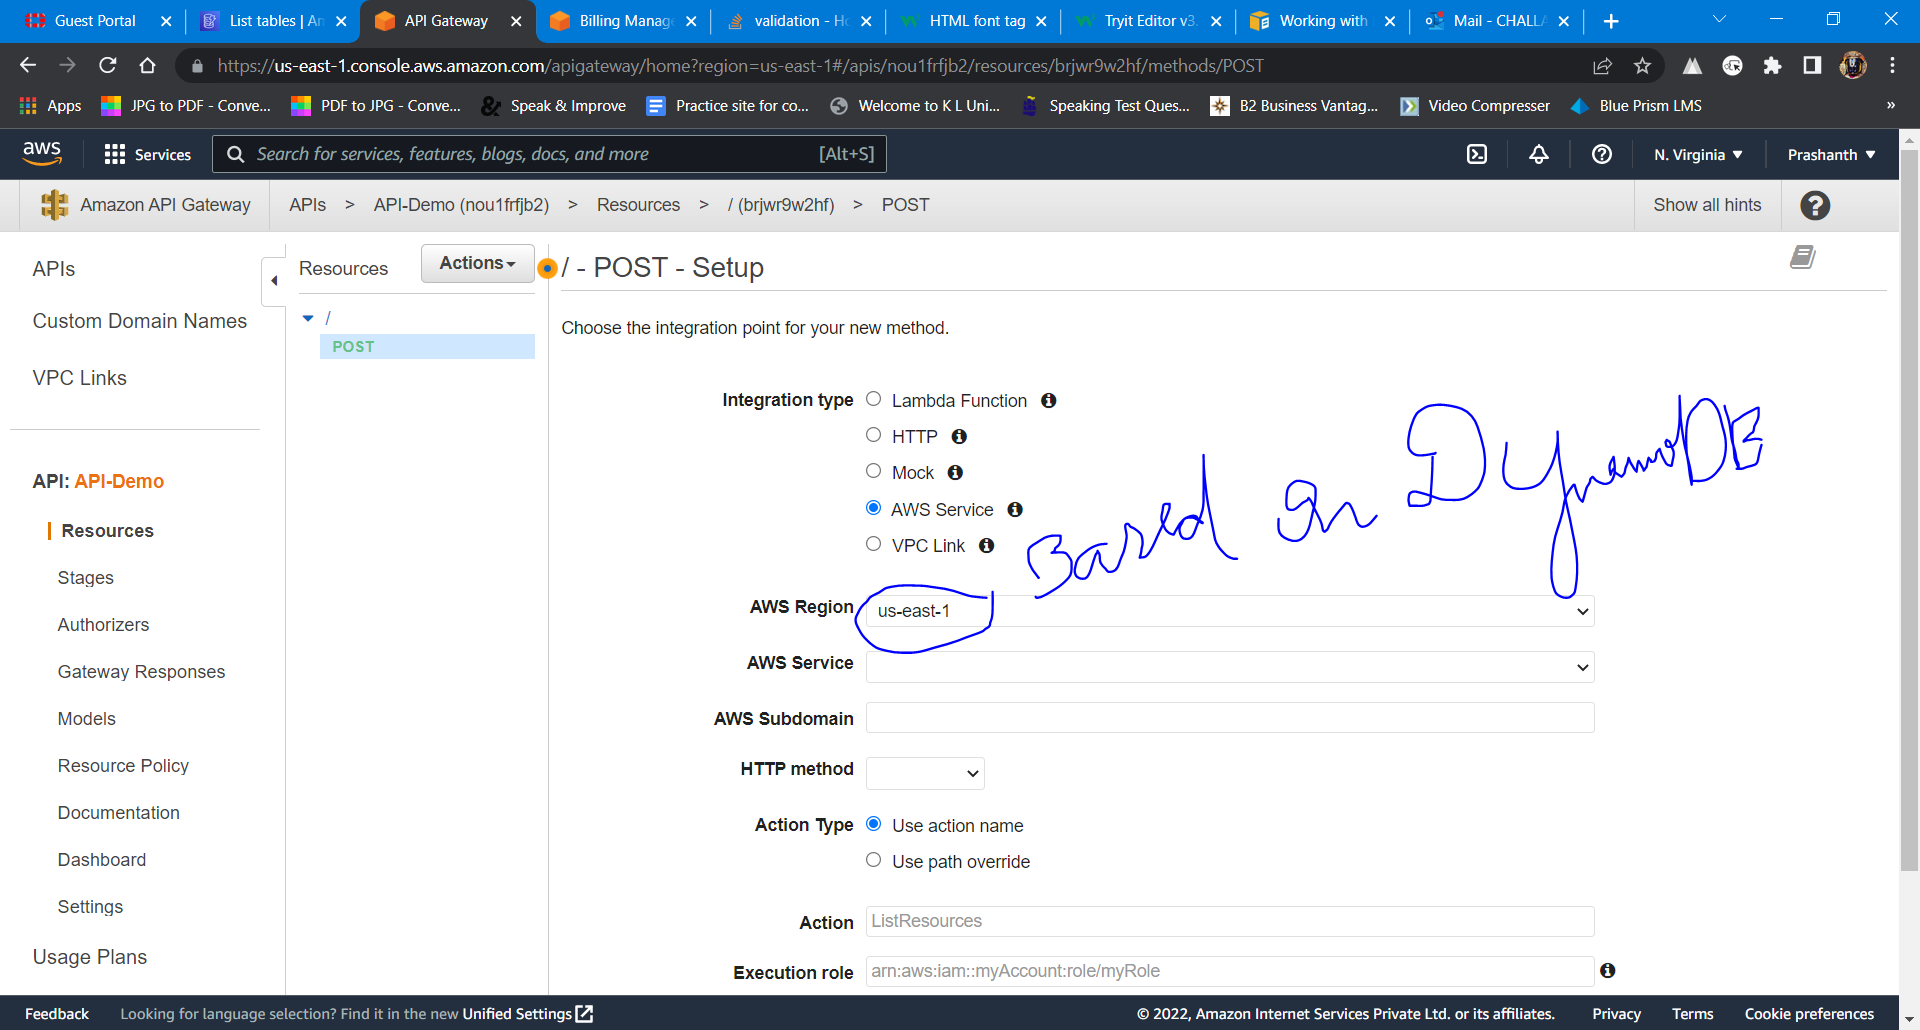 Guest Portal
List tables | An
API Gateway
Billing Manage
validation - Ho
HTML font tag
Tryit Editor v3.
Working with
Mail - CHALLA
https://us-east-1.console.aws.amazon.com/apigateway/home?region=us-east-1#/apis/nou1frfjb2/resources/brjwr9w2hf/methods/POST
Apps
JPG to PDF - Conve...
PDF to JPG - Conve...
Speak & Improve
Practice site for co...
Welcome to K L Uni...
Speaking Test Ques...
B2 Business Vantag...
Video Compresser
Blue Prism LMS
»
aws
Services
Search for services, features, blogs, docs, and more
[Alt+S]
N. Virginia
Prashanth
Amazon API Gateway
APIs > API-Demo (nou1frfjb2) > Resources > / (brjwr9w2hf) > POST
Show all hints
APIs
Custom Domain Names
VPC Links
API: API-Demo
Resources
Stages
Authorizers
Gateway Responses
Models
Resource Policy
Documentation
Dashboard
Settings
Usage Plans
Resources
Actions
/
POST
/ - POST - Setup
Choose the integration point for your new method.
Integration type
Lambda Function
HTTP
Mock
AWS Service
VPC Link
Based on DynamoDB
AWS Region
us-east-1
AWS Service
AWS Subdomain
HTTP method
Action Type
Use action name
Use path override
Action
ListResources
Execution role
arn:aws:iam::myAccount:role/myRole
Feedback
Looking for language selection? Find it in the new Unified Settings
© 2022, Amazon Internet Services Private Ltd. or its affiliates.
Privacy
Terms
Cookie preferences